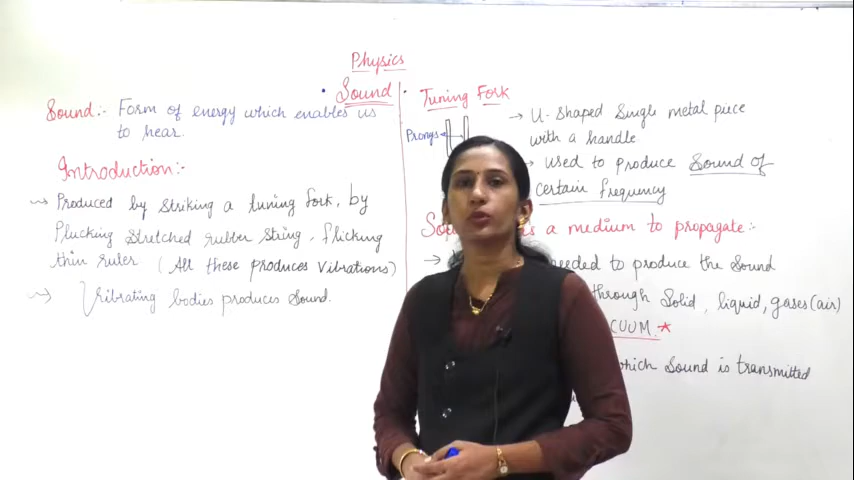 Physics
Sound
Sound:- Form of energy which enables us
to hear.
Introduction:-
Produced by striking a tuning fork, by
Plucking stretched rubber string, flicking
thin ruler (All these produces vibrations)
Vibrating bodies produces Sound.
Tuning Fork
Prongs
→ U-shaped Single metal piece
with a handle
→ used to produce Sound of
certain frequency
a medium to propagate:-
→ needed to produce the Sound
through Solid, liquid, gases (air)
which Sound is transmitted